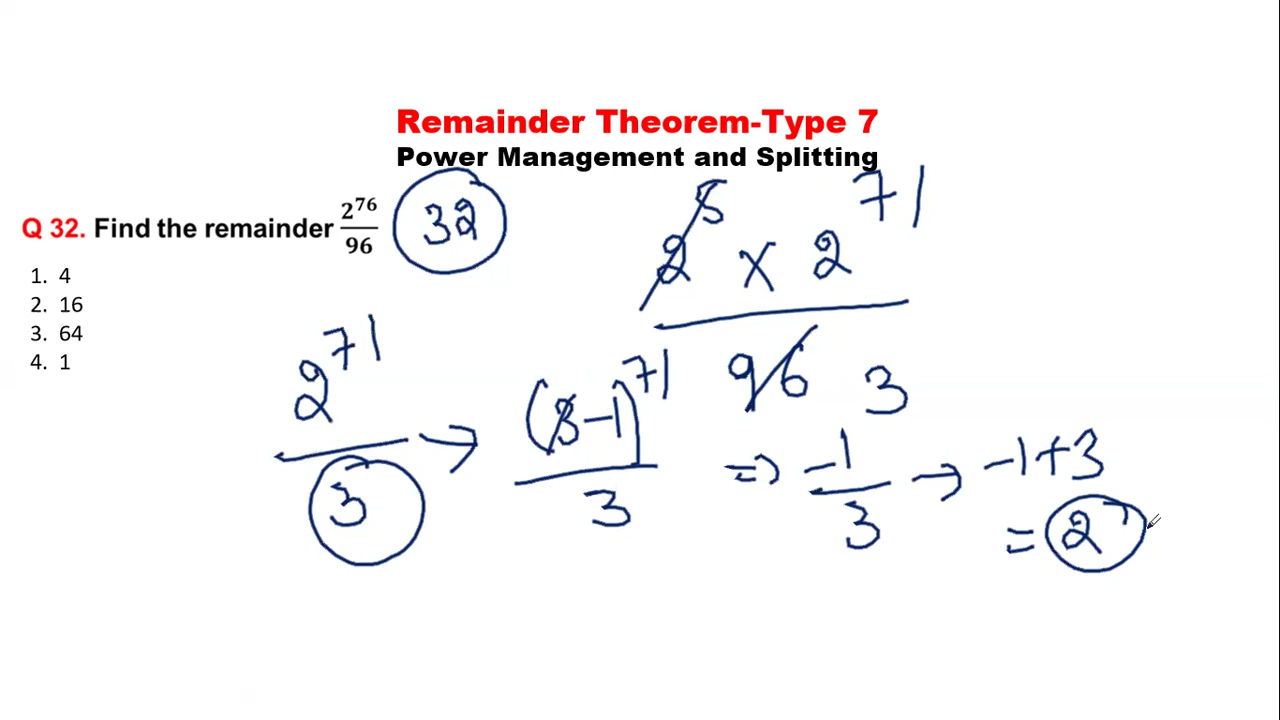 Remainder Theorem-Type 7
Power Management and Splitting
Q 32. Find the remainder 2^76/96
32
1. 4
2. 16
3. 64
4. 1
2^5 × 2^71
96 3
2^71/3 → (3-1)^71/3 => -1/3 → -1+3
= 2